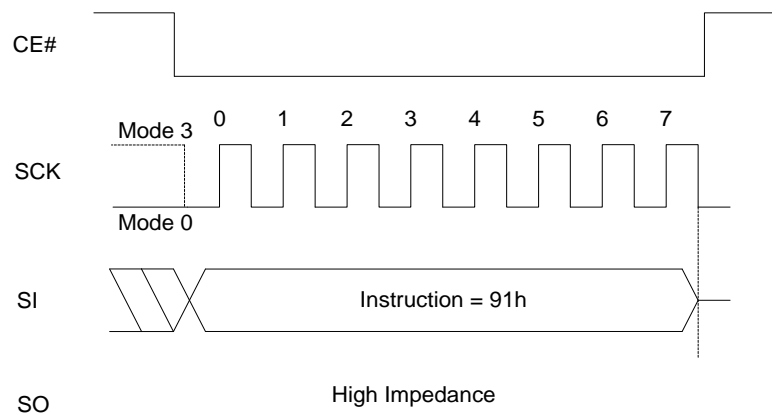 CE#
Mode 3
0 1 2 3 4 5 6 7
SCK
Mode 0
SI
Instruction = 91h
SO
High Impedance